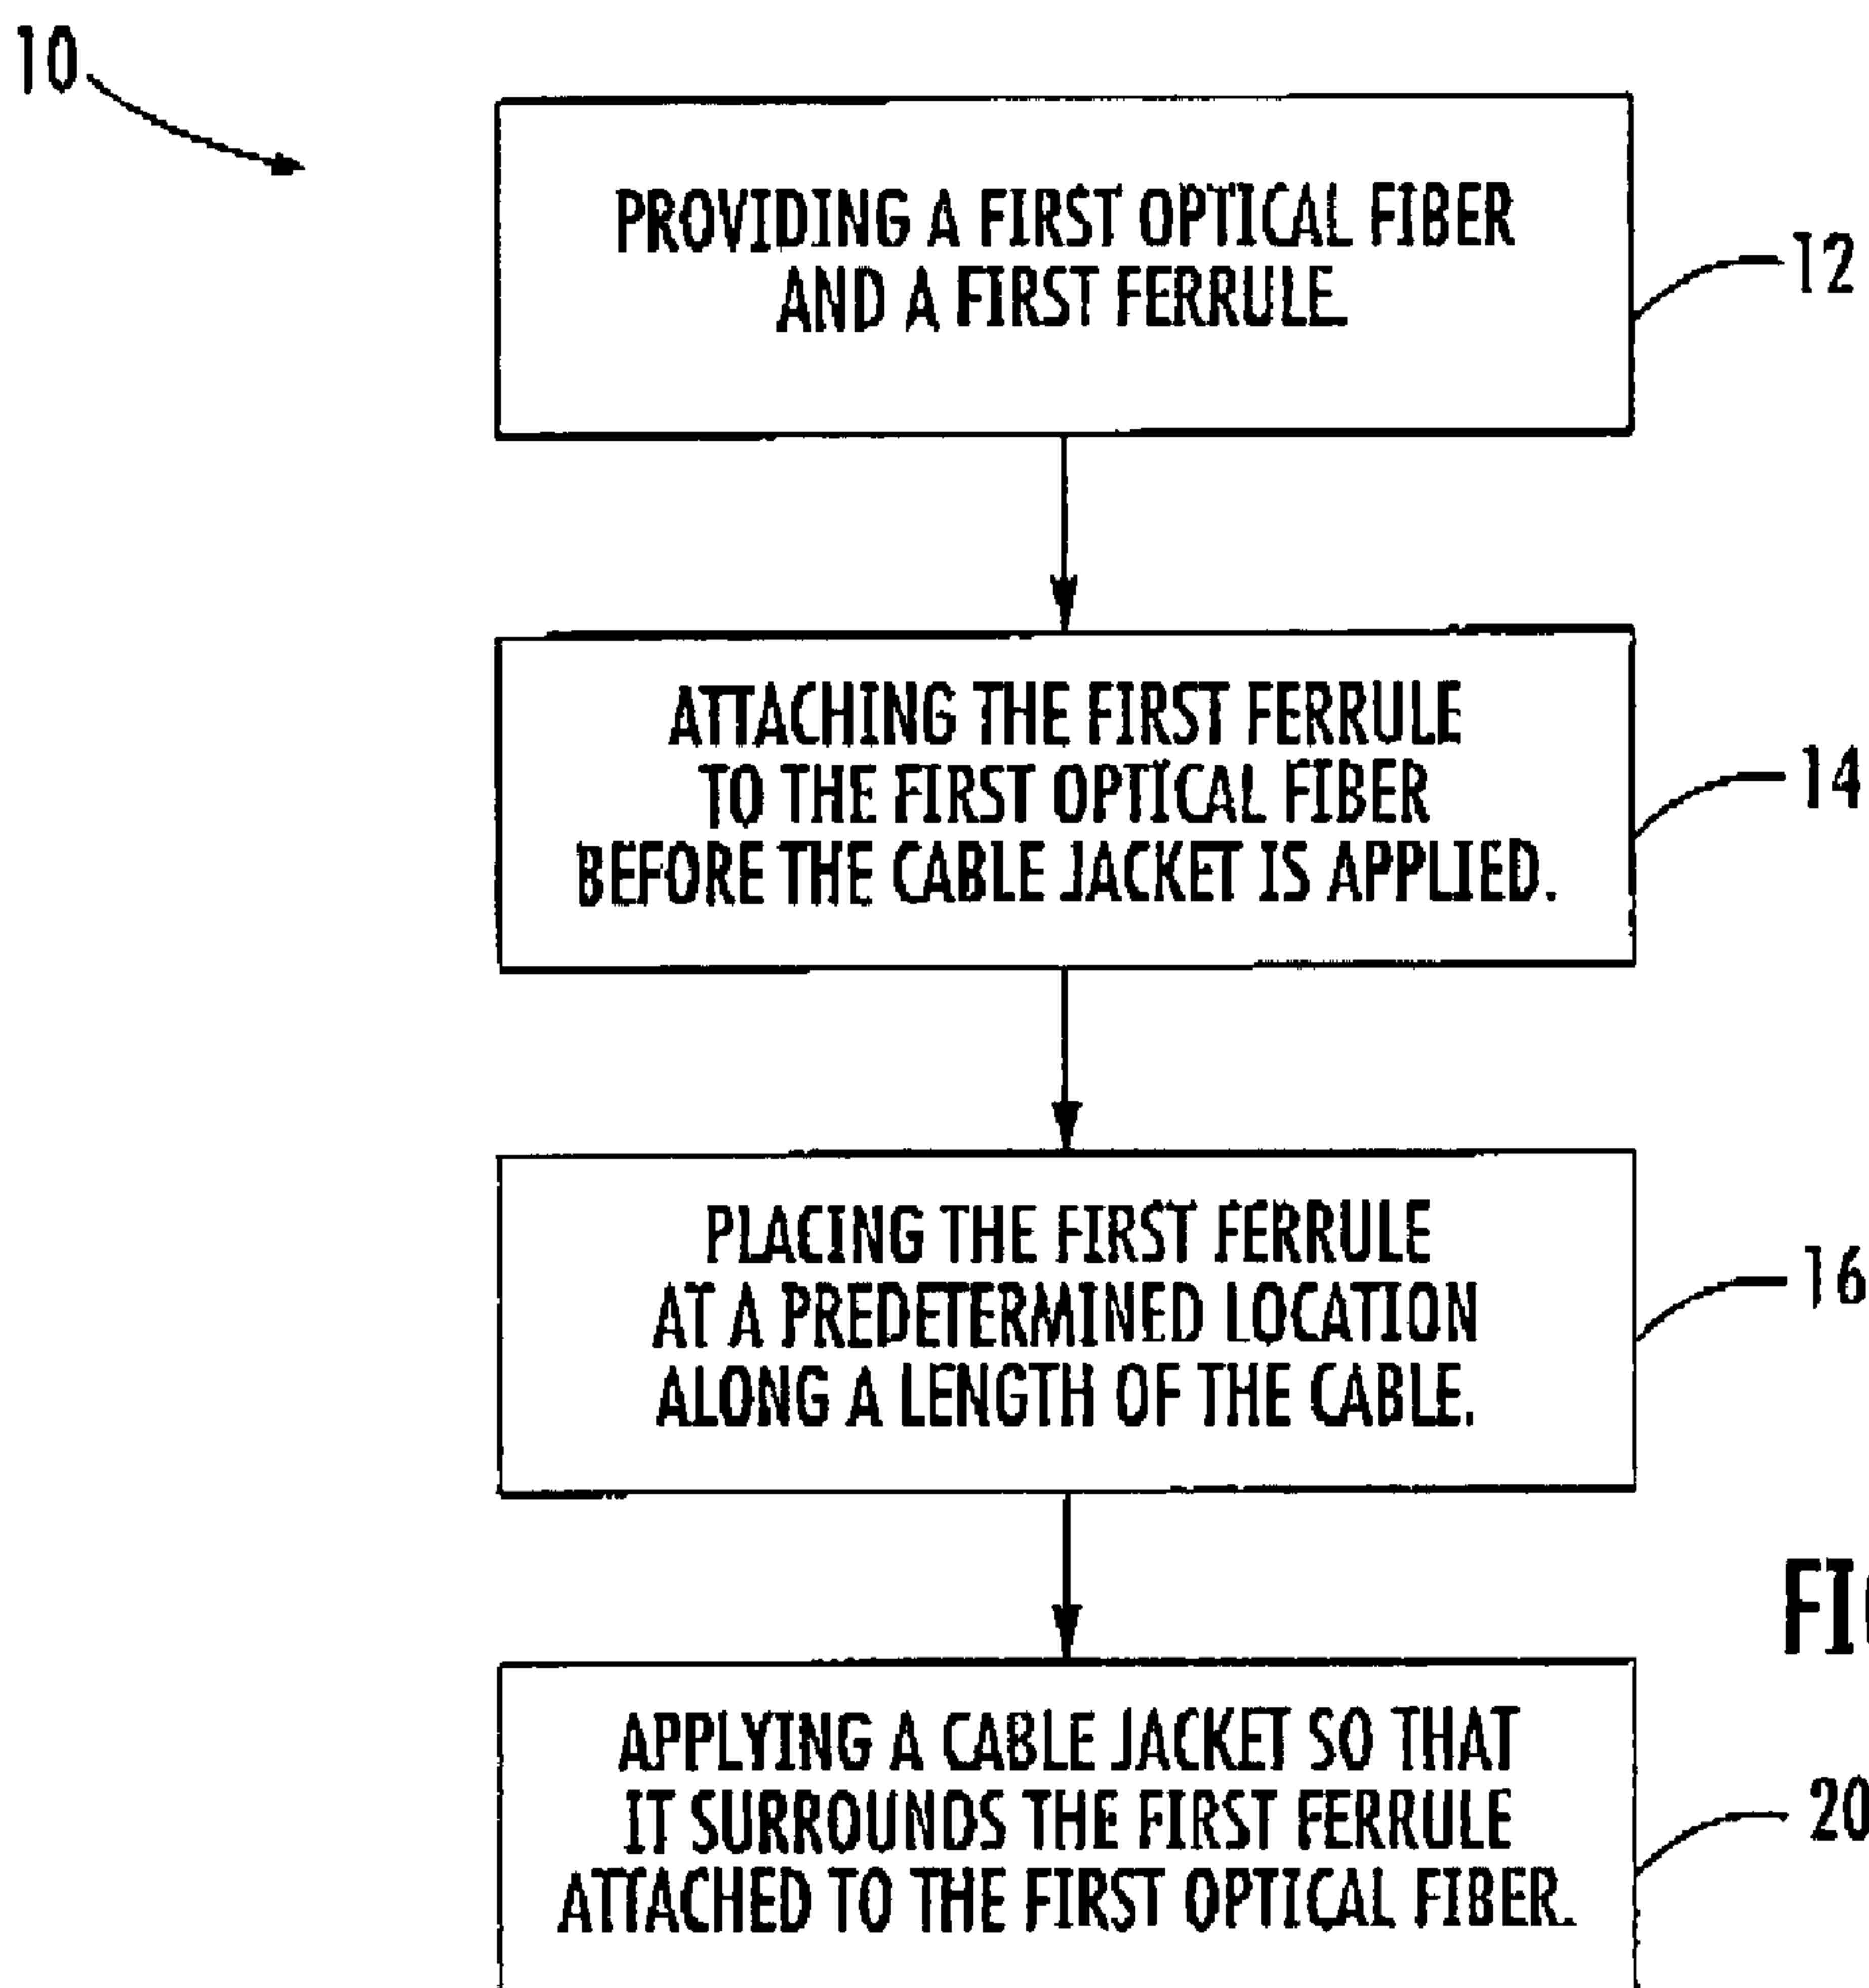 10
PROVIDING A FIRST OPTICAL FIBER
AND A FIRST FERRULE
12
ATTACHING THE FIRST FERRULE
TO THE FIRST OPTICAL FIBER
BEFORE THE CABLE JACKET IS APPLIED.
14
PLACING THE FIRST FERRULE
AT A PREDETERMINED LOCATION
ALONG A LENGTH OF THE CABLE.
16
APPLYING A CABLE JACKET SO THAT
IT SURROUNDS THE FIRST FERRULE
ATTACHED TO THE FIRST OPTICAL FIBER.
20